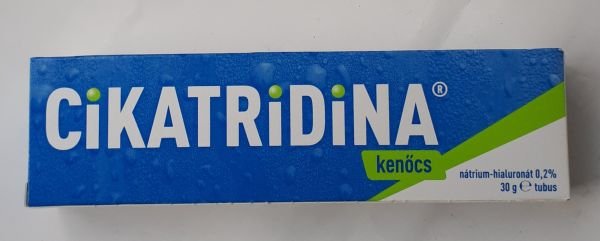 CiKATRiDiNA®
kenőcs
nátrium-hialuronát 0,2%
30 g ℮ tubus